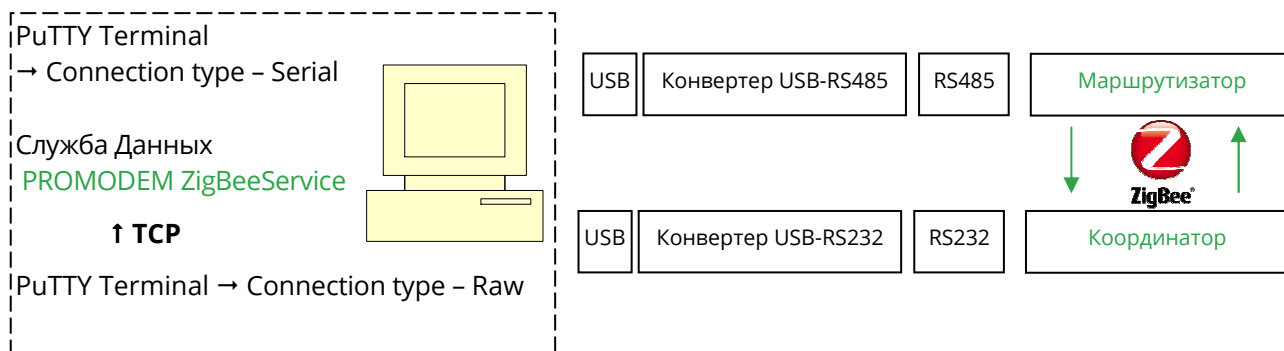 PuTTY Terminal
→ Connection type – Serial
Служба Данных
PROMODEM ZigBeeService
↑ TCP
PuTTY Terminal → Connection type – Raw
USB
Конвертер USB-RS485
RS485
Маршрутизатор
ZigBee®
USB
Конвертер USB-RS232
RS232
Координатор